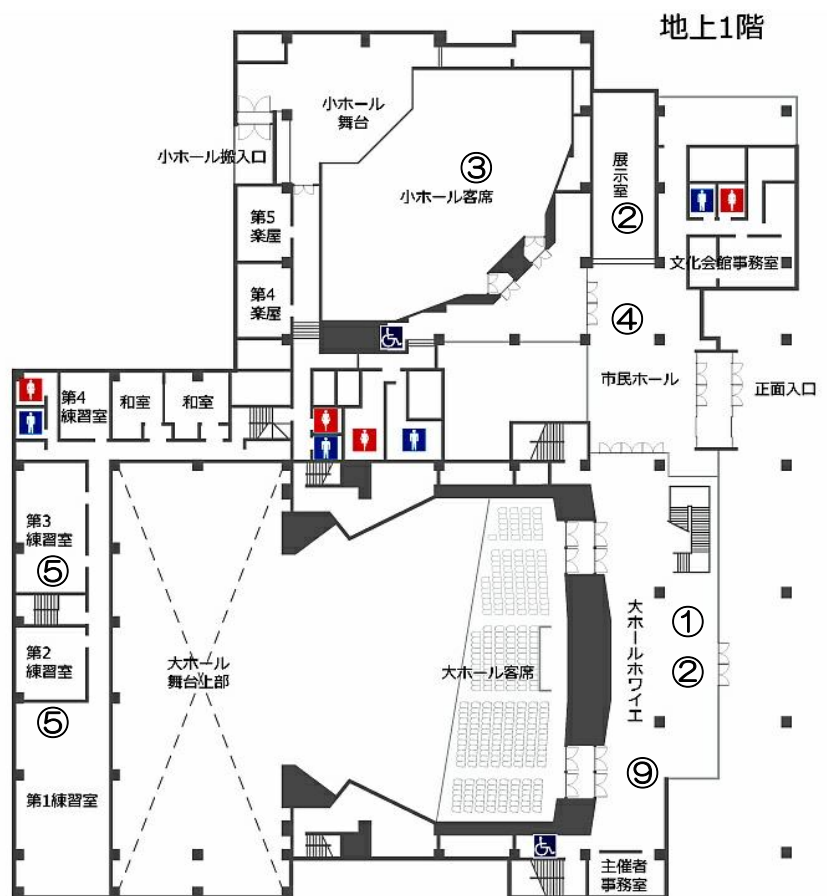 地上1階
小ホール
舞台
小ホール搬入口
③
小ホール客席
展示室
②
第5
楽屋
第4
楽屋
文化会館事務室
④
市民ホール
正面入口
第4
練習室
和室
和室
第3
練習室
⑤
第2
練習室
⑤
第1練習室
大ホール
舞台上部
大ホール客席
大ホールホワイエ
①
②
⑨
主催者
事務室